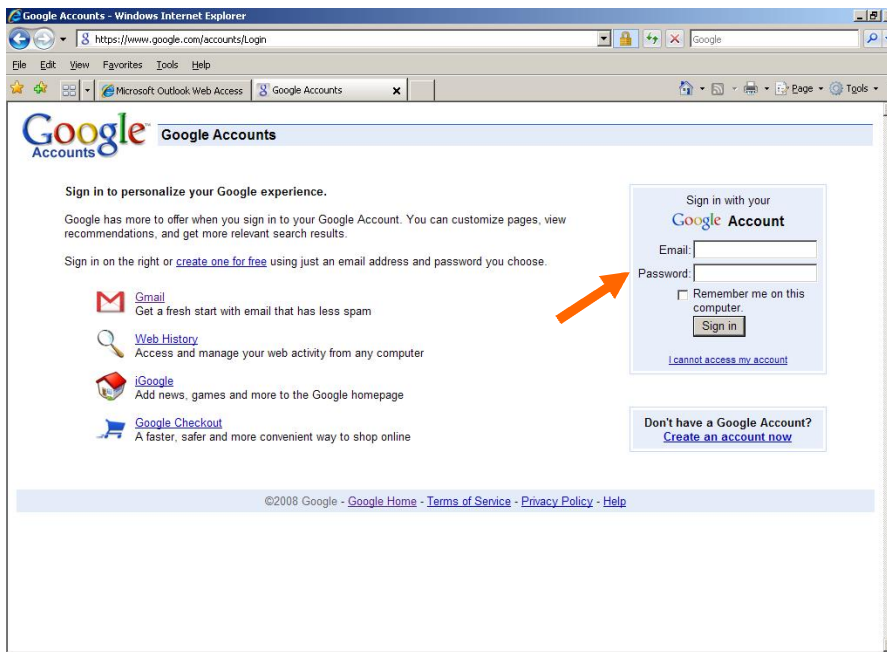 Google Accounts - Windows Internet Explorer
https://www.google.com/accounts/Login
Google
File Edit View Favorites Tools Help
Microsoft Outlook Web Access
Google Accounts
Page
Tools
Google™
Accounts
Google Accounts
Sign in to personalize your Google experience.
Google has more to offer when you sign in to your Google Account. You can customize pages, view
recommendations, and get more relevant search results.
Sign in on the right or create one for free using just an email address and password you choose.
Gmail
Get a fresh start with email that has less spam
Web History
Access and manage your web activity from any computer
iGoogle
Add news, games and more to the Google homepage
Google Checkout
A faster, safer and more convenient way to shop online
Sign in with your
Google Account
Email:
Password:
Remember me on this
computer.
Sign in
I cannot access my account
Don't have a Google Account?
Create an account now
©2008 Google - Google Home - Terms of Service - Privacy Policy - Help